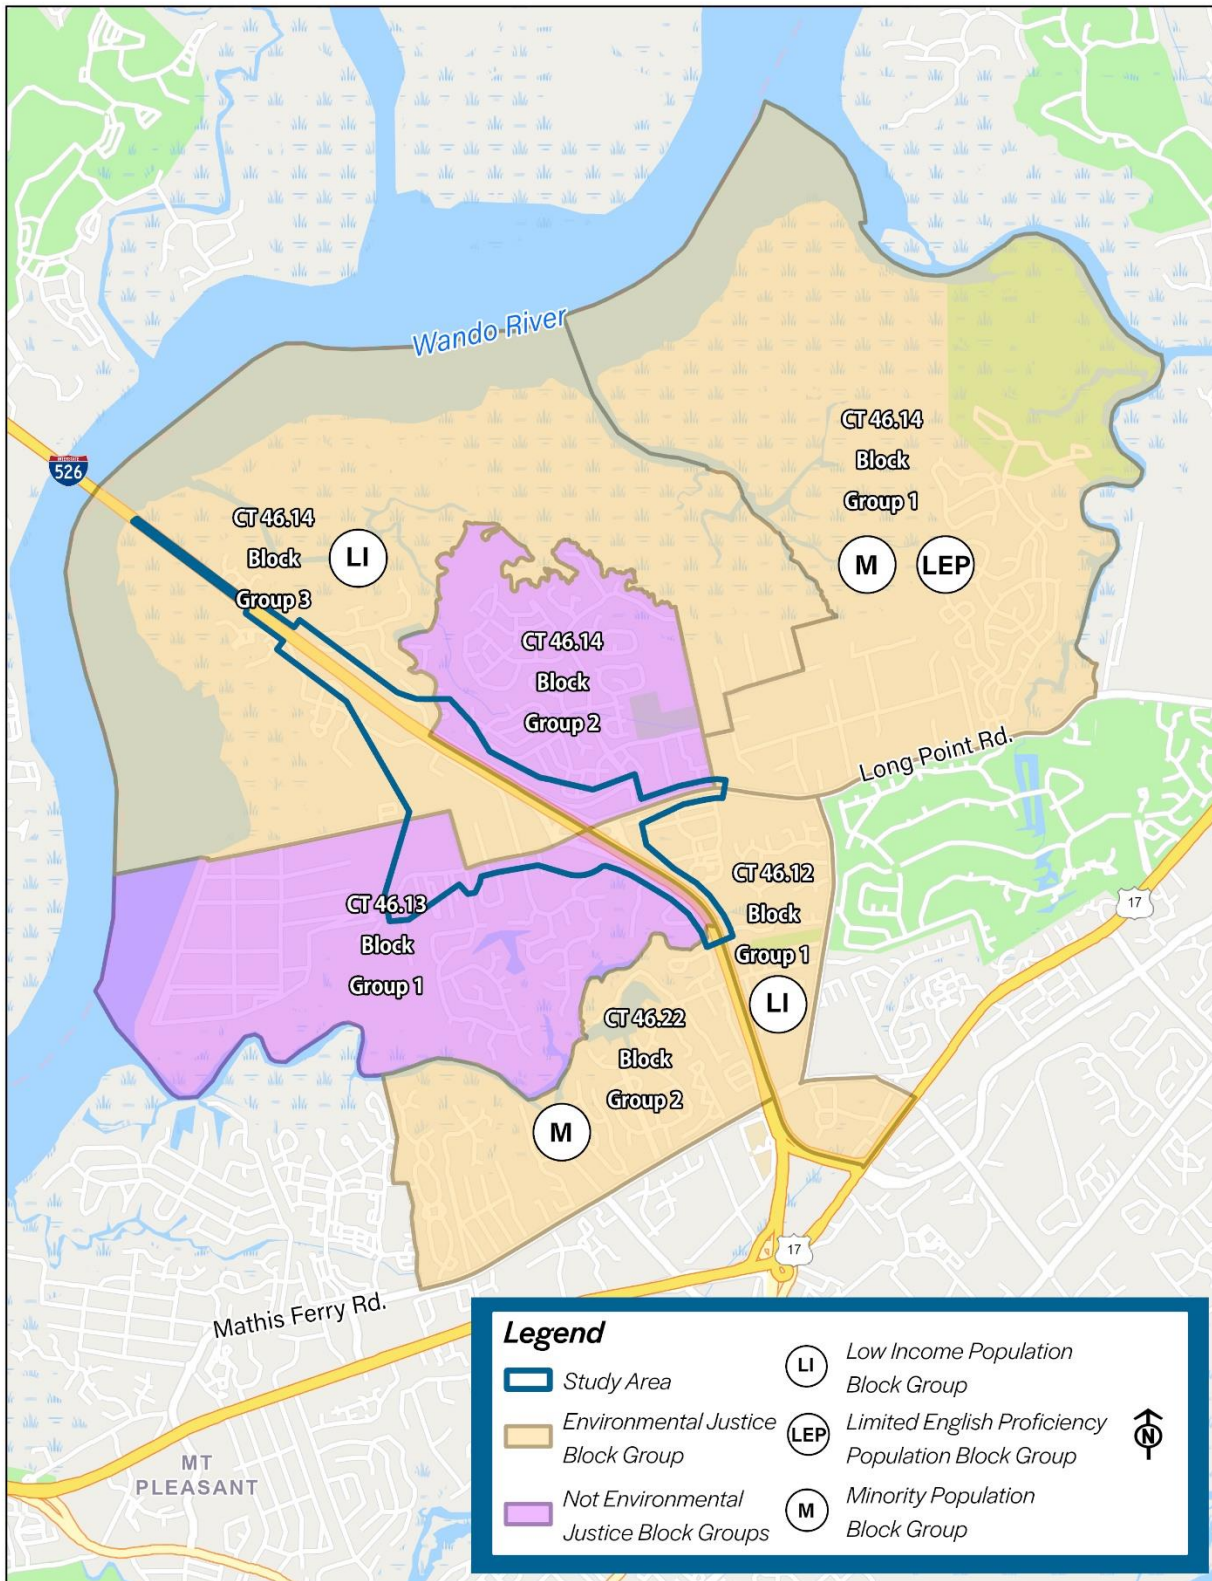 Wando River
INTERSTATE
526
CT 46.14
Block
Group 1
M
LEP
CT 46.14
Block
Group 3
LI
CT 46.14
Block
Group 2
Long Point Rd.
CT 46.12
Block
Group 1
LI
17
CT 46.13
Block
Group 1
CT 46.22
Block
Group 2
M
17
Mathis Ferry Rd.
MT
PLEASANT
Legend
Study Area
Environmental Justice
Block Group
Not Environmental
Justice Block Groups
LI
Low Income Population
Block Group
LEP
Limited English Proficiency
Population Block Group
M
Minority Population
Block Group
N